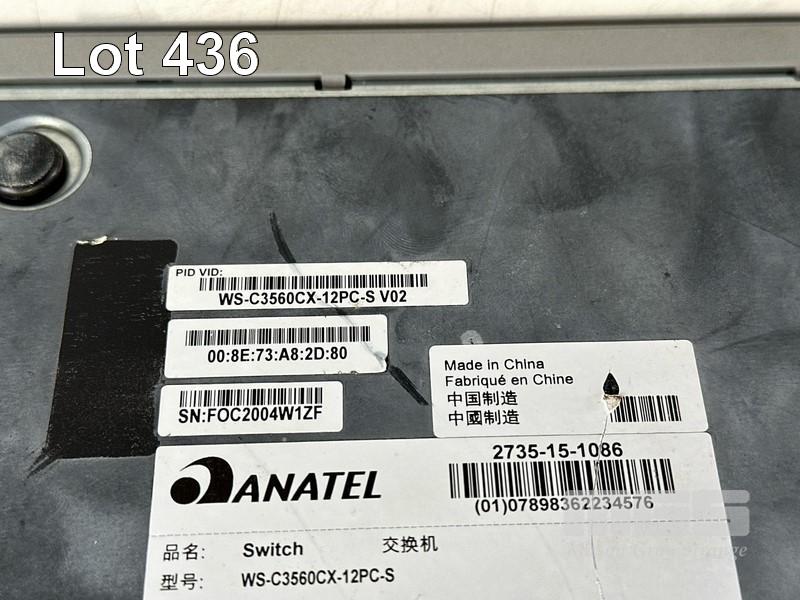 Lot 436
PID VID:
WS-C3560CX-12PC-S V02
00:8E:73:A8:2D:80
SN:FOC2004W1ZF
Made in China
Fabriqué en Chine
中国制造
中國製造
ANATEL
2735-15-1086
(01)07898362234576
品名: Switch 交换机
型号: WS-C3560CX-12PC-S